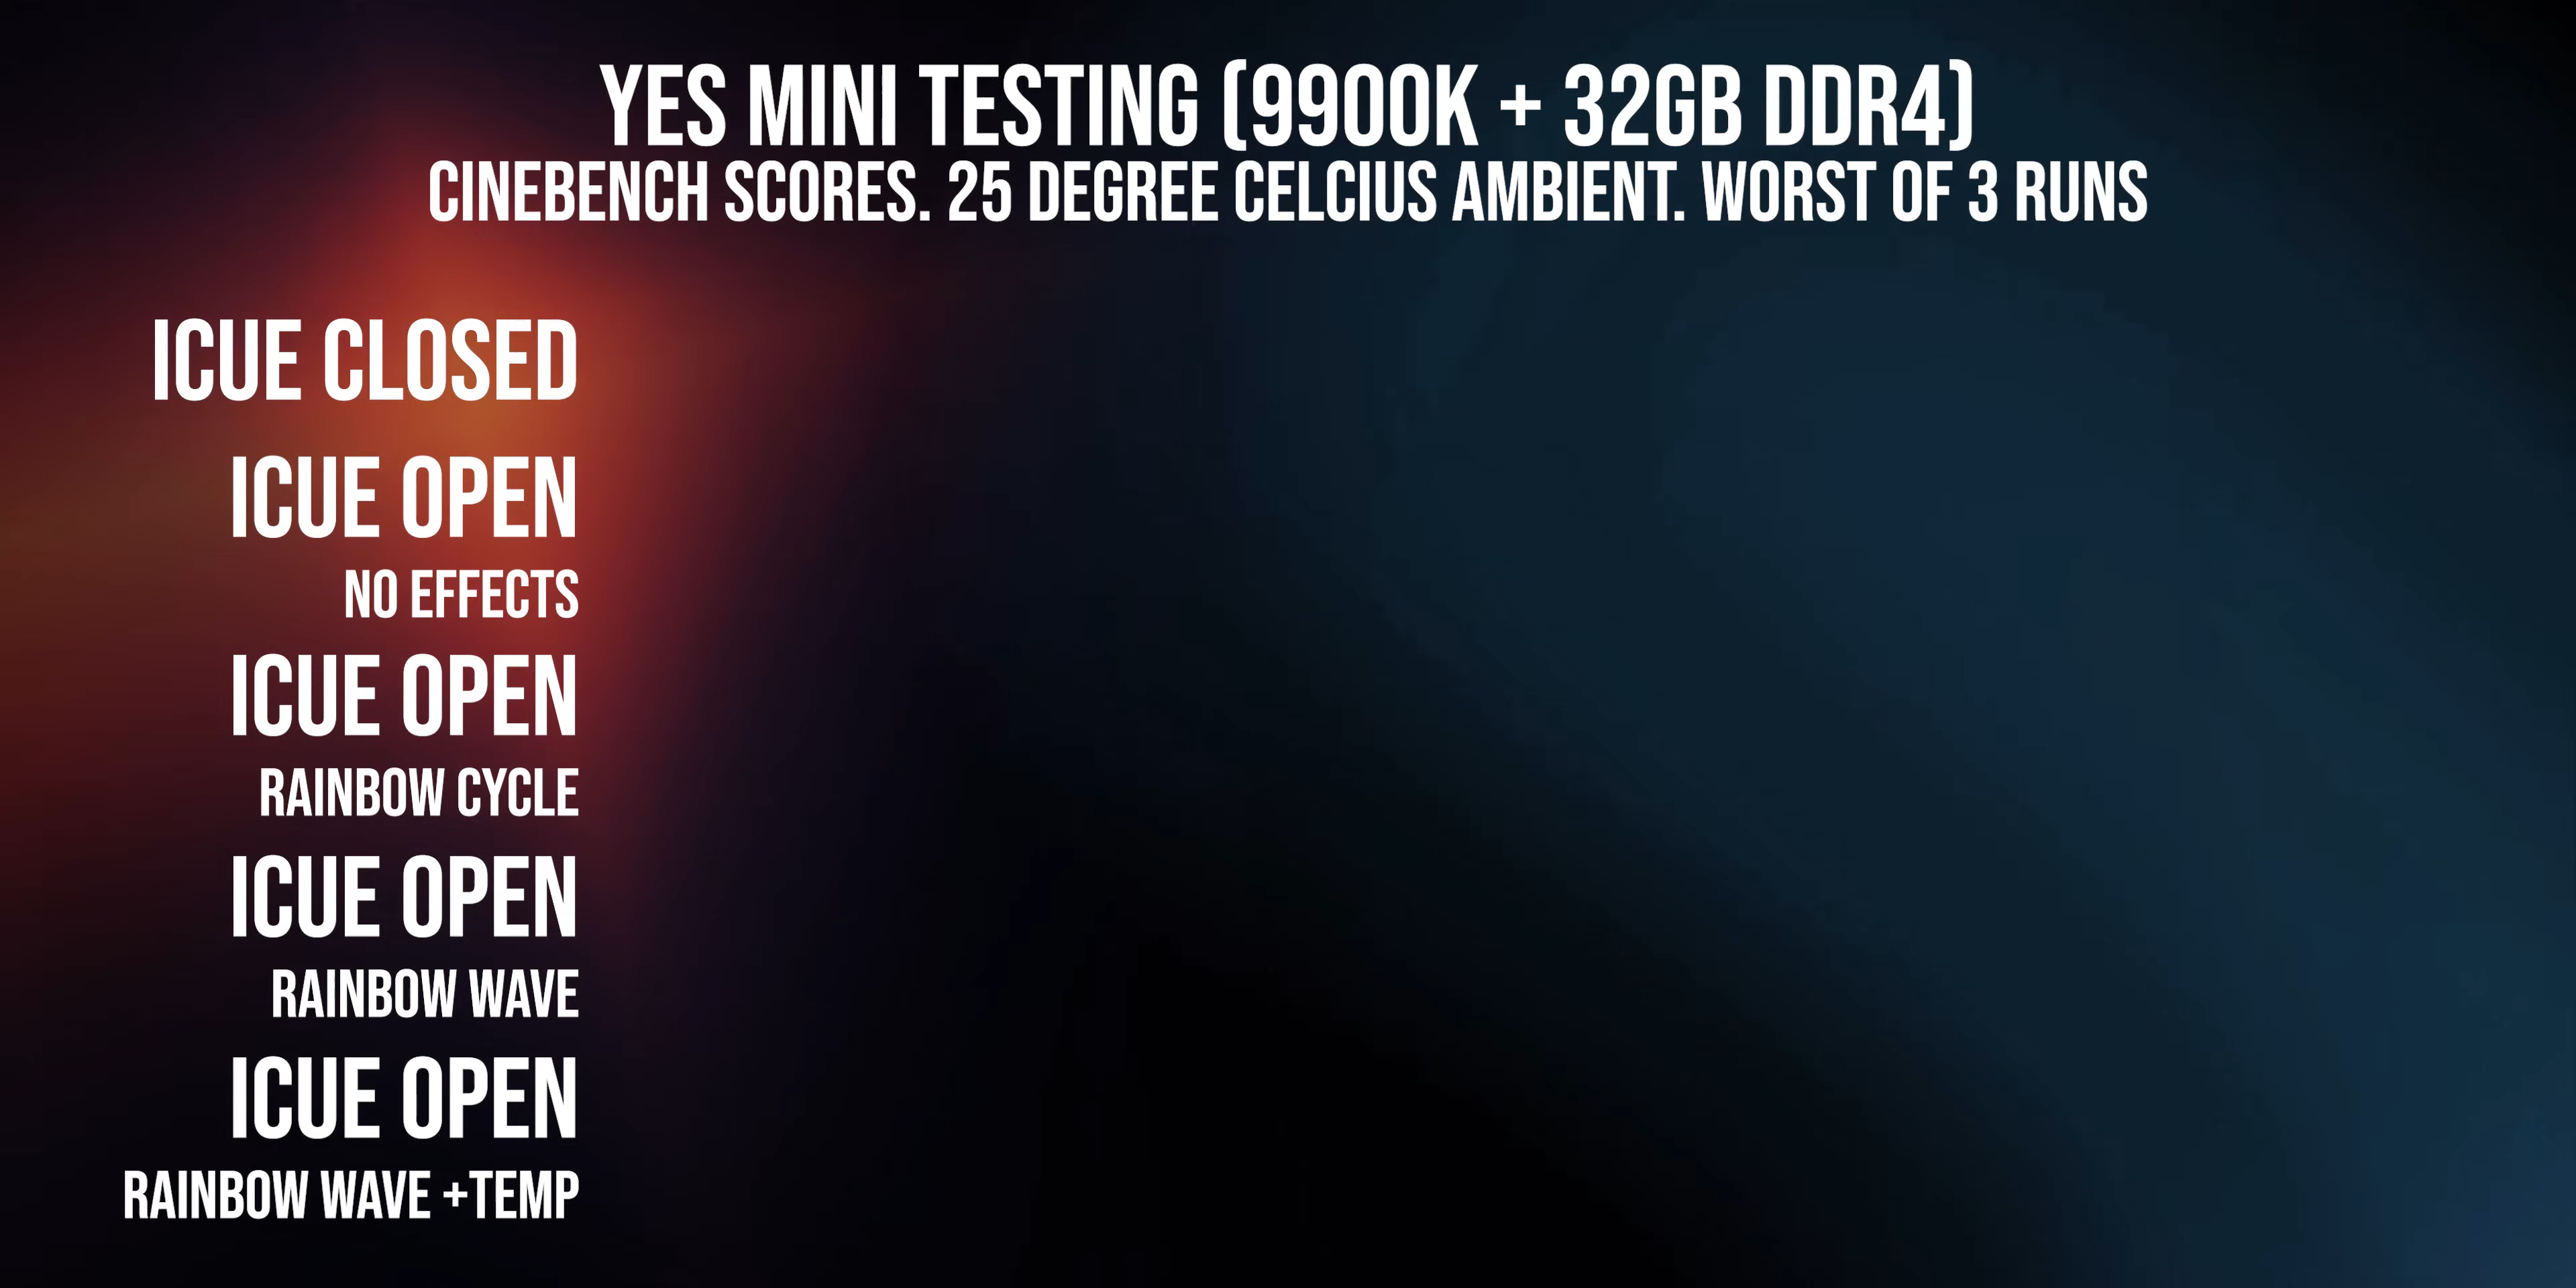 YES MINI TESTING (9900K + 32GB DDR4)
CINEBENCH SCORES. 25 DEGREE CELCIUS AMBIENT. WORST OF 3 RUNS
ICUE CLOSED
ICUE OPEN
NO EFFECTS
ICUE OPEN
RAINBOW CYCLE
ICUE OPEN
RAINBOW WAVE
ICUE OPEN
RAINBOW WAVE +TEMP